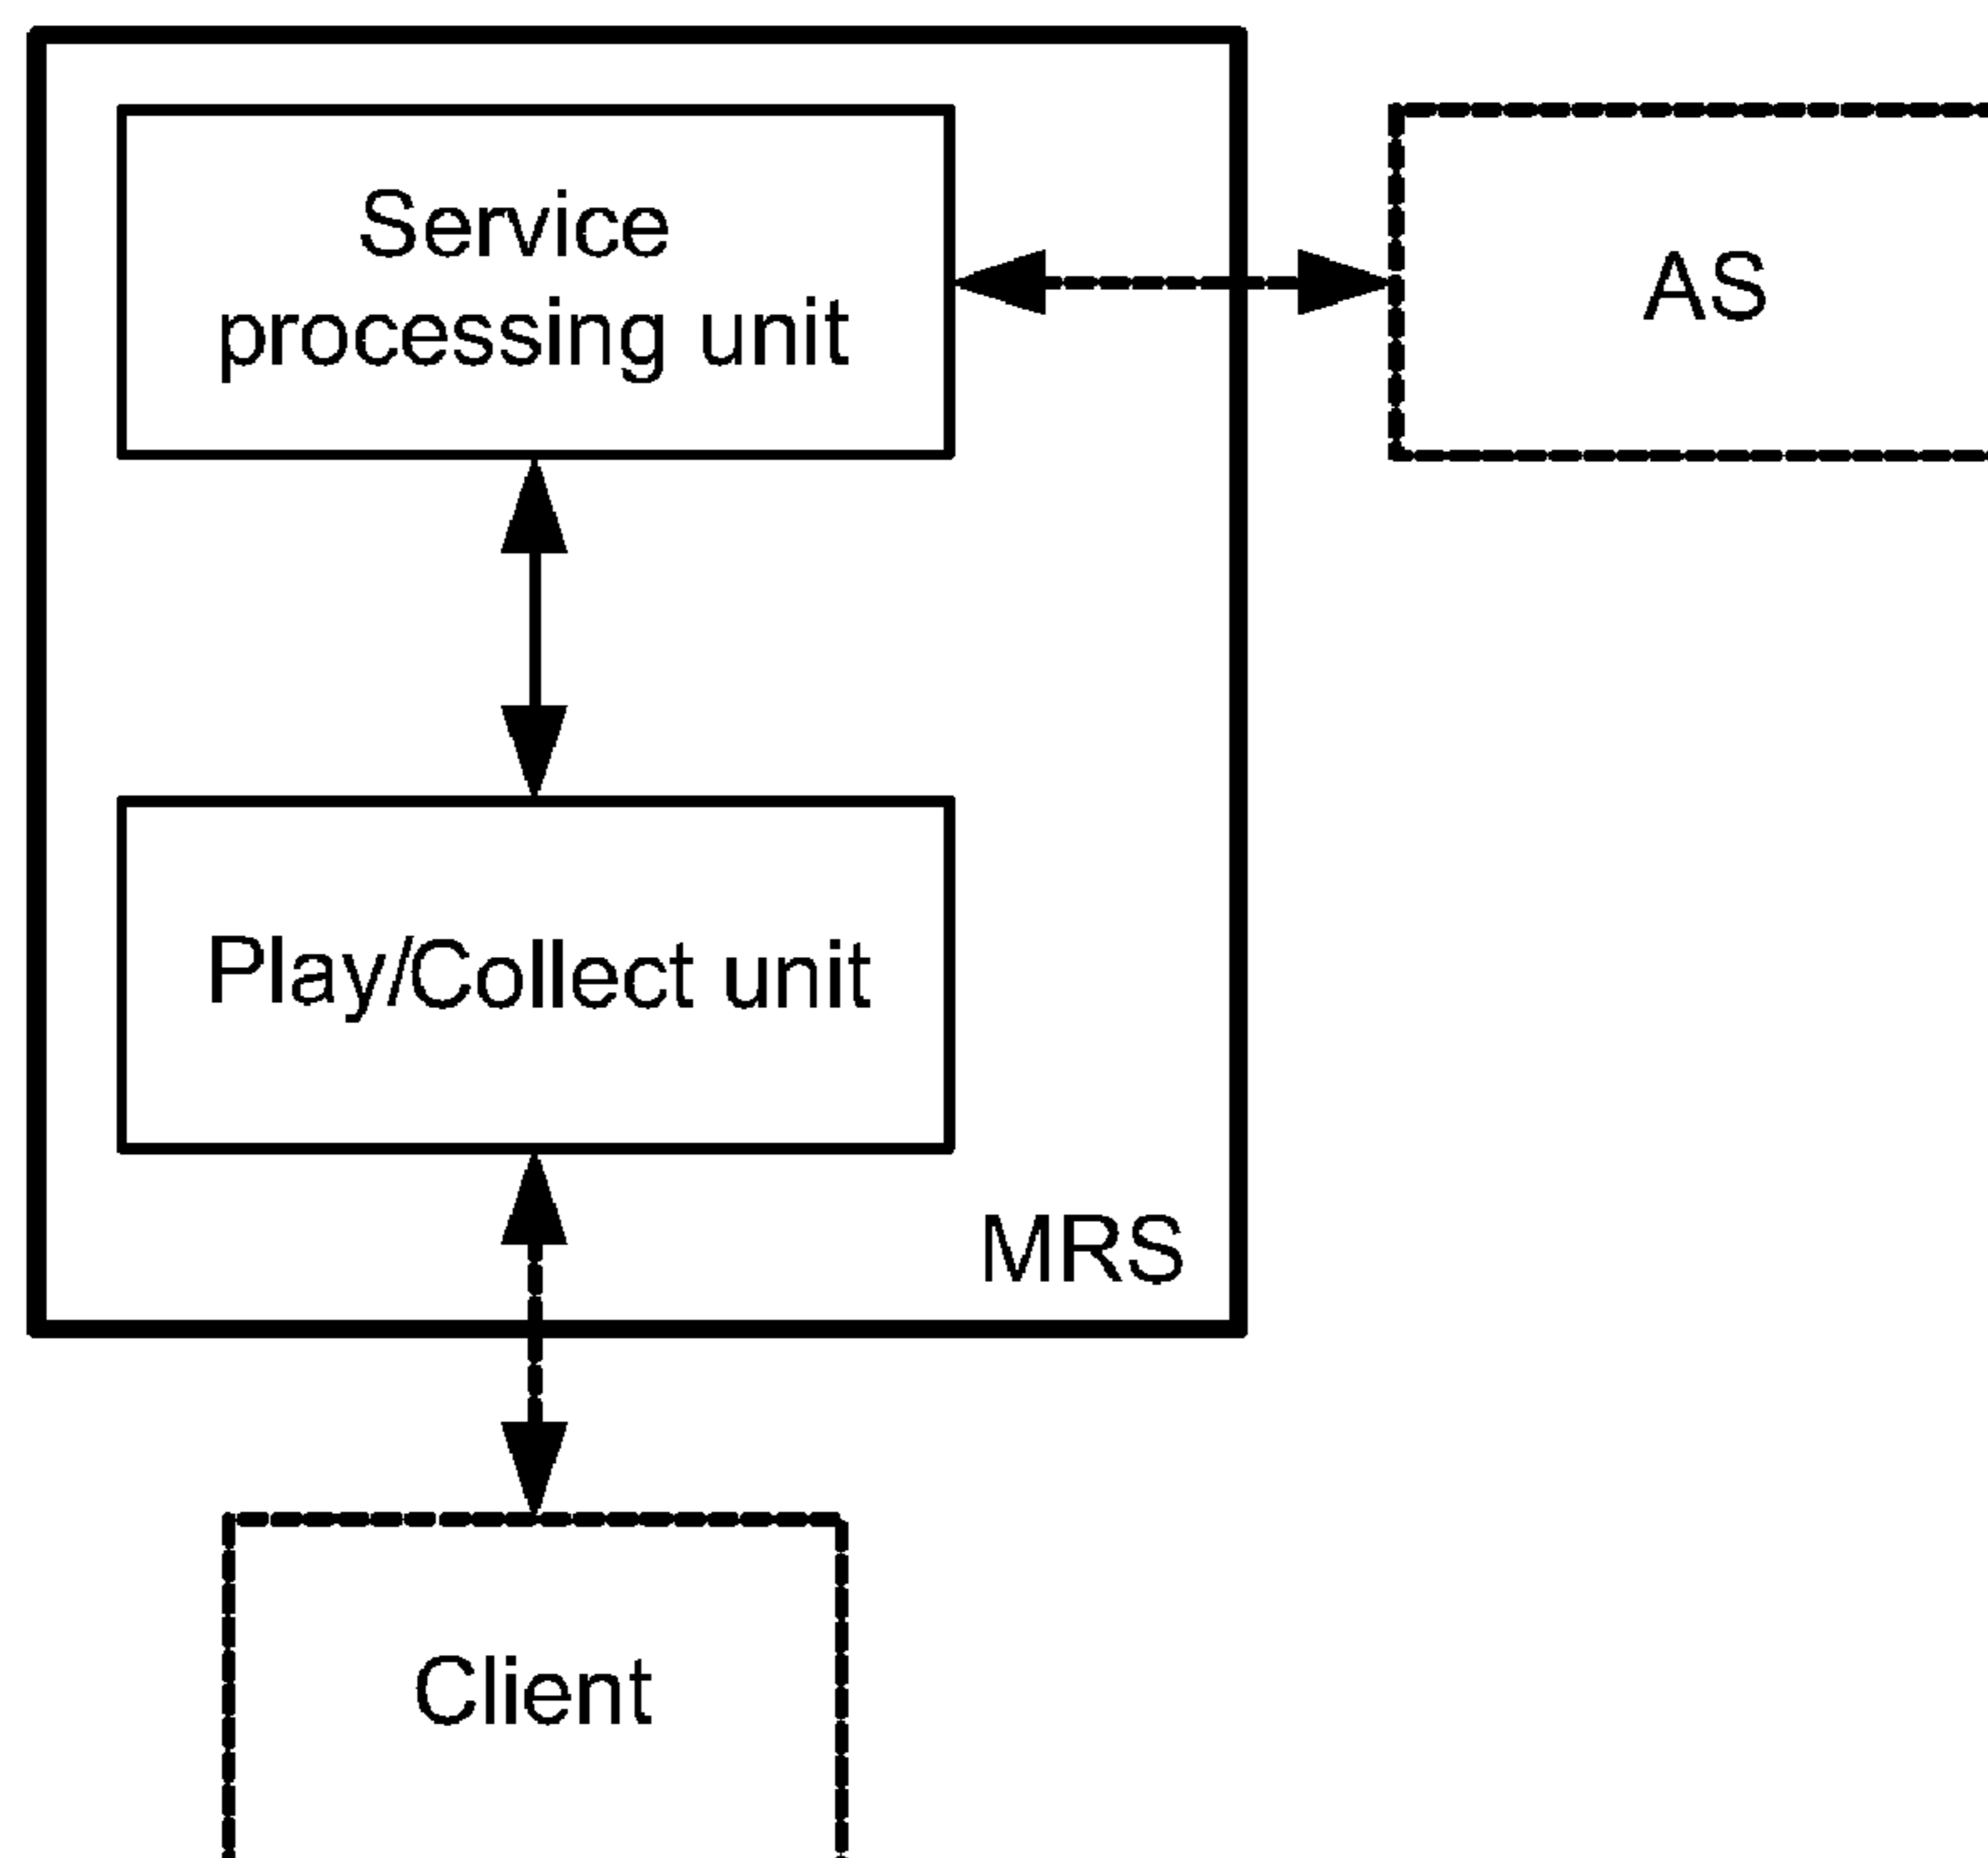 Service
processing unit
AS
Play/Collect unit
MRS
Client